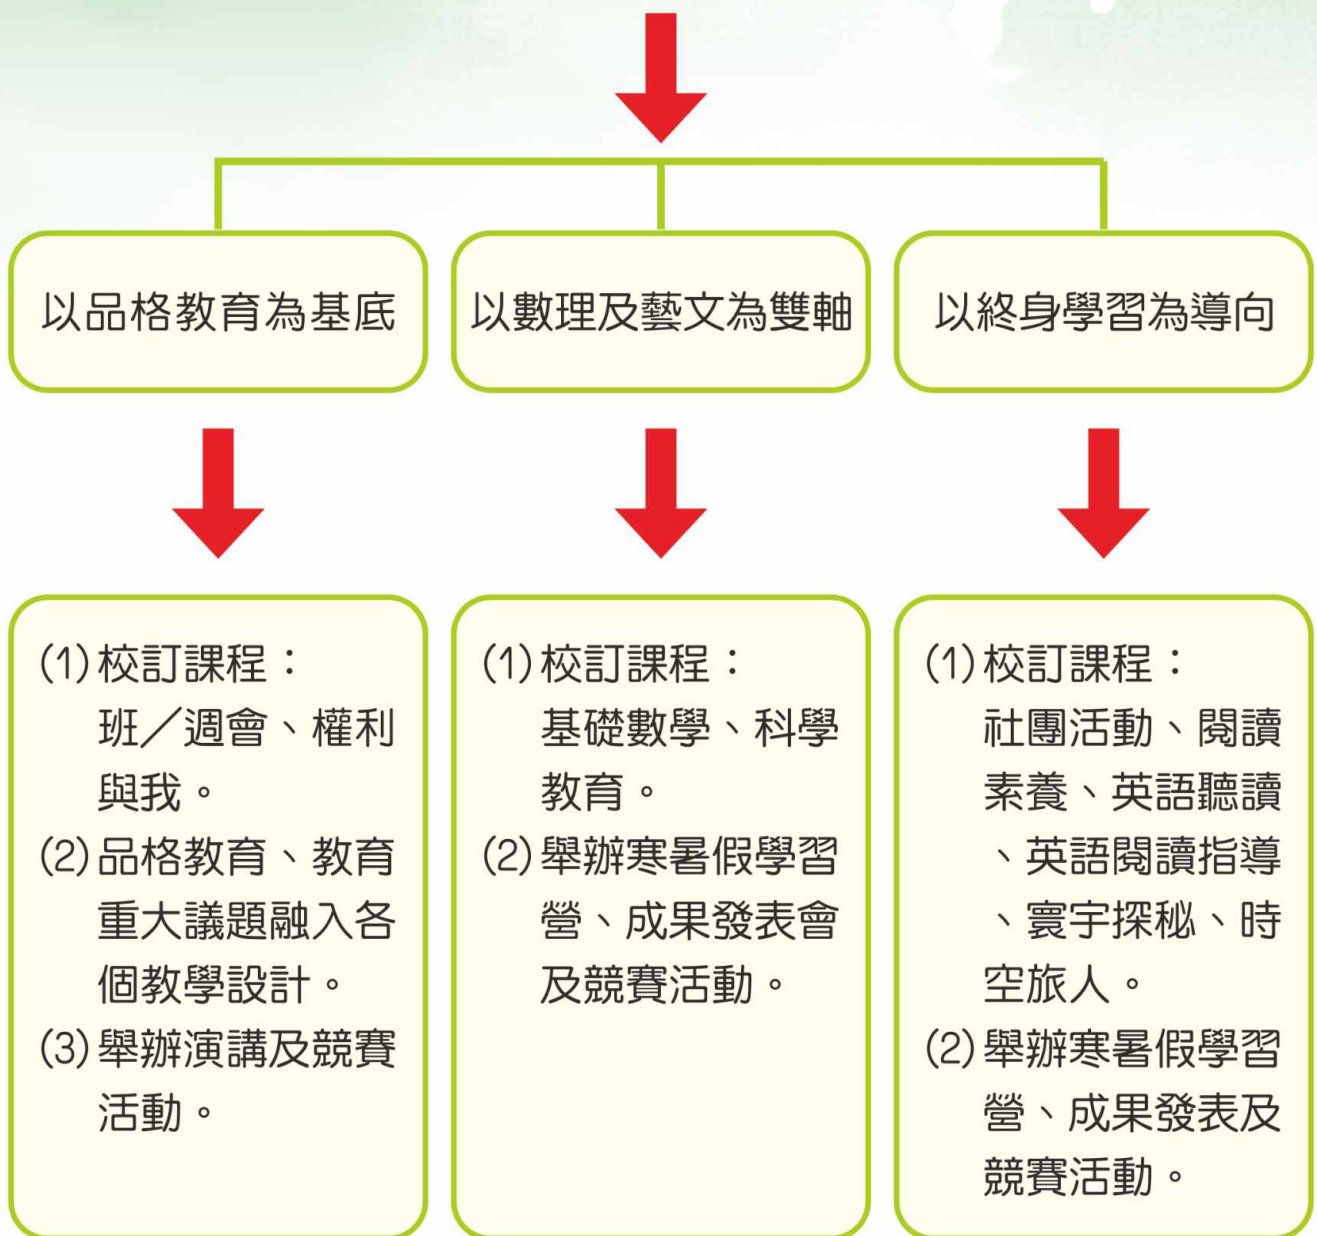 以品格教育為基底
以數理及藝文為雙軸
以終身學習為導向
(1)校訂課程：
班／週會、權利
與我。
(2)品格教育、教育
重大議題融入各
個教學設計。
(3)舉辦演講及競賽
活動。
(1)校訂課程：
基礎數學、科學
教育。
(2)舉辦寒暑假學習
營、成果發表會
及競賽活動。
(1)校訂課程：
社團活動、閱讀
素養、英語聽讀
、英語閱讀指導
、寰宇探秘、時
空旅人。
(2)舉辦寒暑假學習
營、成果發表及
競賽活動。